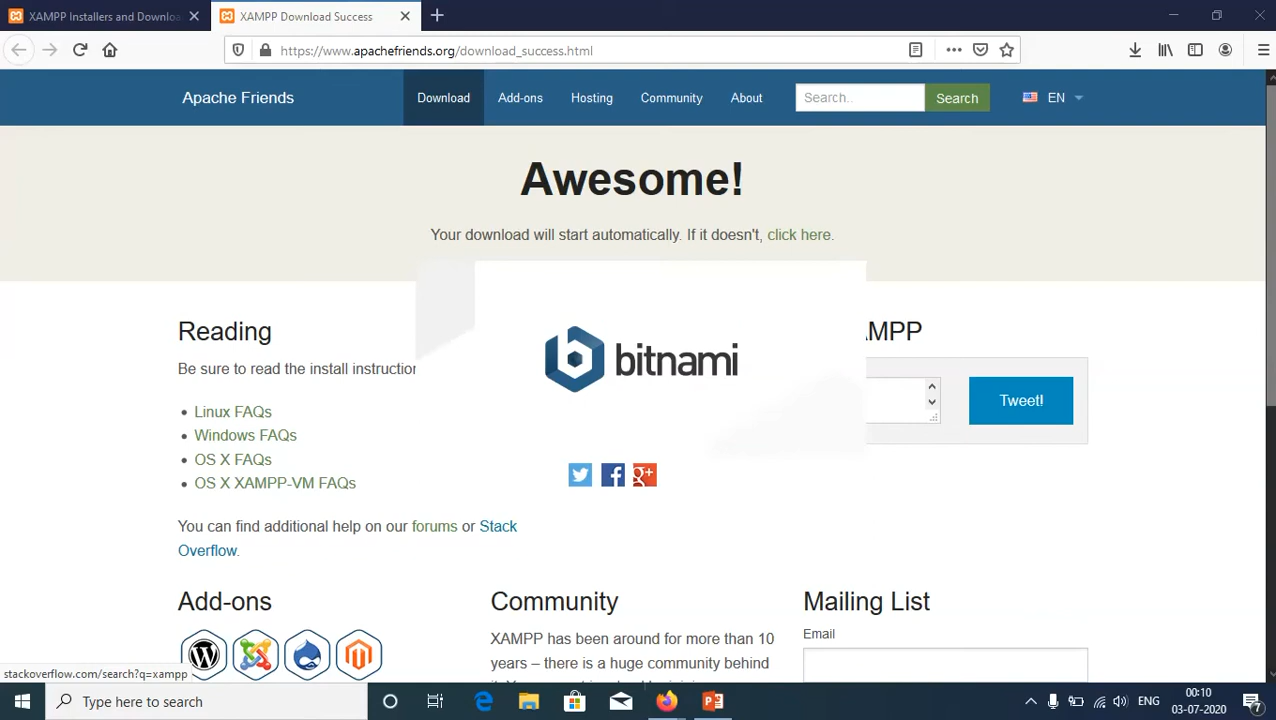 XAMPP Installers and Downloa
XAMPP Download Success
https://www.apachefriends.org/download_success.html
Apache Friends
Download
Add-ons
Hosting
Community
About
Search..
Search
EN
Awesome!
Your download will start automatically. If it doesn't, click here.
Reading
Be sure to read the install instruction
Linux FAQs
Windows FAQs
OS X FAQs
OS X XAMPP-VM FAQs
You can find additional help on our forums or Stack
Overflow.
bitnami
AMPP
Tweet!
Add-ons
Community
XAMPP has been around for more than 10
years – there is a huge community behind
Mailing List
Email
stackoverflow.com/search?q=xampp
Type here to search
ENG
00:10
03-07-2020
7